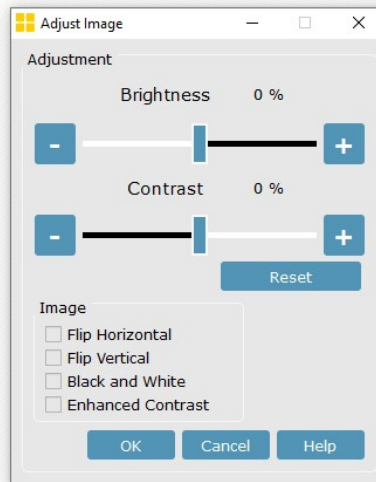 Adjust Image
Adjustment
Brightness 0 %
- +
Contrast 0 %
- +
Reset
Image
Flip Horizontal
Flip Vertical
Black and White
Enhanced Contrast
OK Cancel Help